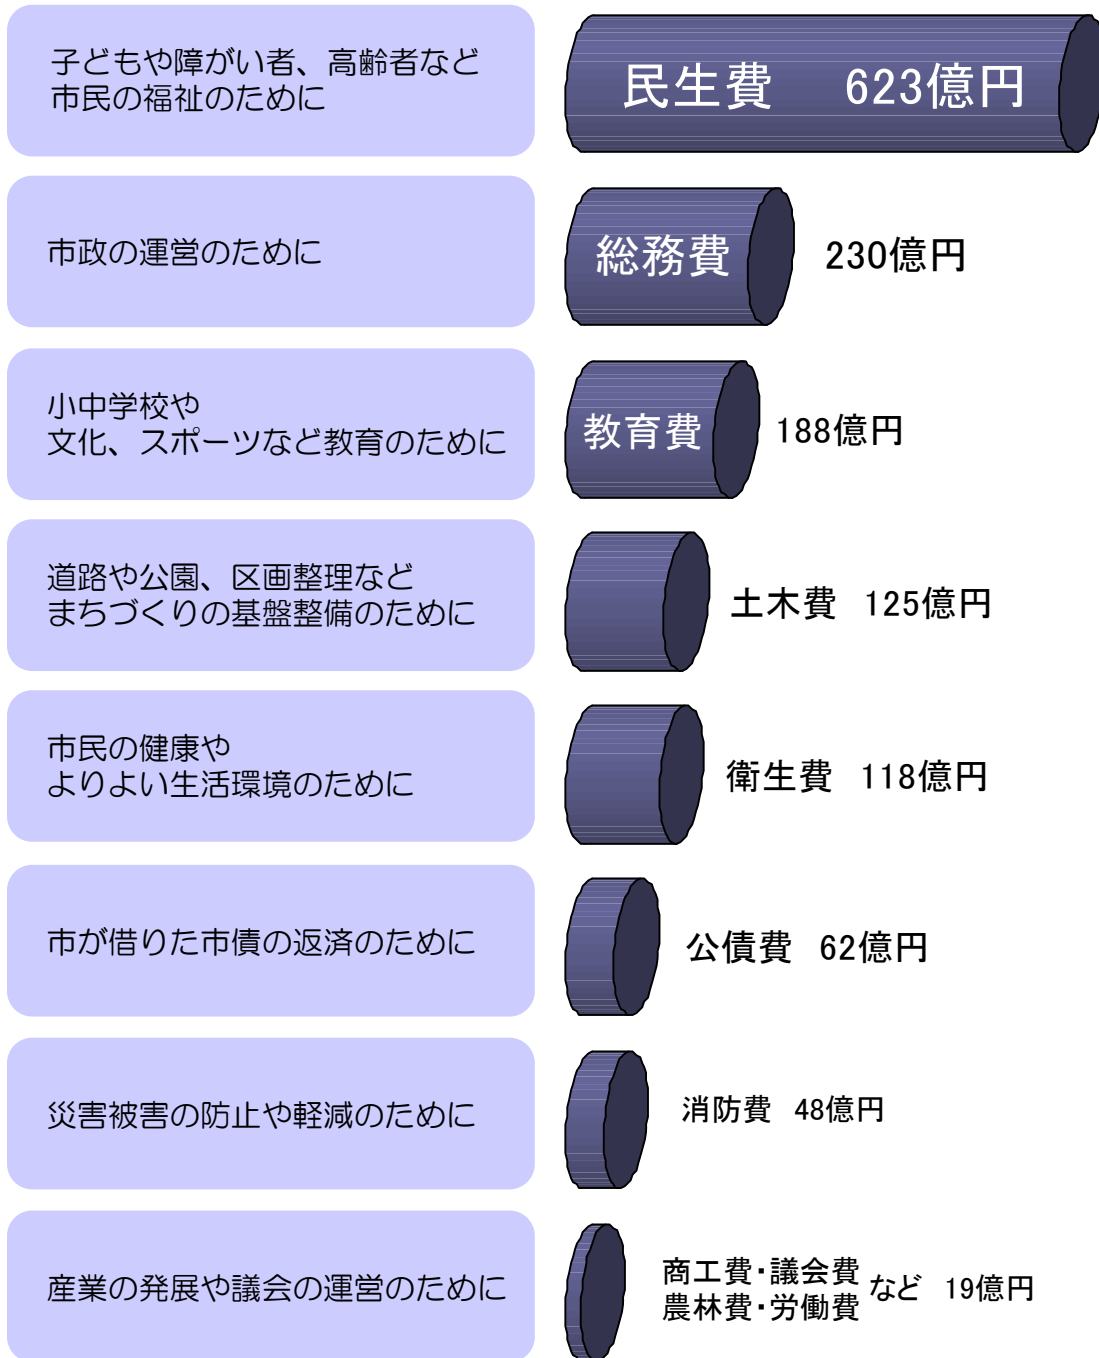 子どもや障がい者、高齢者など
市民の福祉のために
民生費　623億円
市政の運営のために
総務費　230億円
小中学校や
文化、スポーツなど教育のために
教育費　188億円
道路や公園、区画整理など
まちづくりの基盤整備のために
土木費　125億円
市民の健康や
よりよい生活環境のために
衛生費　118億円
市が借りた市債の返済のために
公債費　62億円
災害被害の防止や軽減のために
消防費　48億円
産業の発展や議会の運営のために
商工費・議会費
農林費・労働費
など　19億円